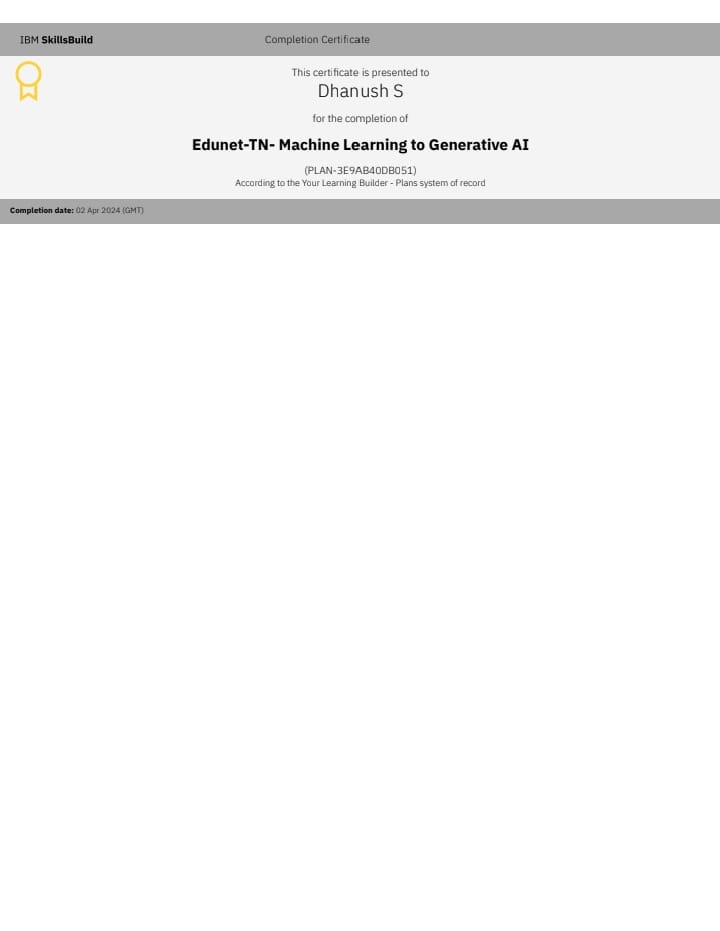 IBM SkillsBuild
Completion Certificate
This certificate is presented to
Dhanush S
for the completion of
Edunet-TN- Machine Learning to Generative AI
(PLAN-3E9AB40DB051)
According to the Your Learning Builder - Plans system of record
Completion date: 02 Apr 2024 (GMT)